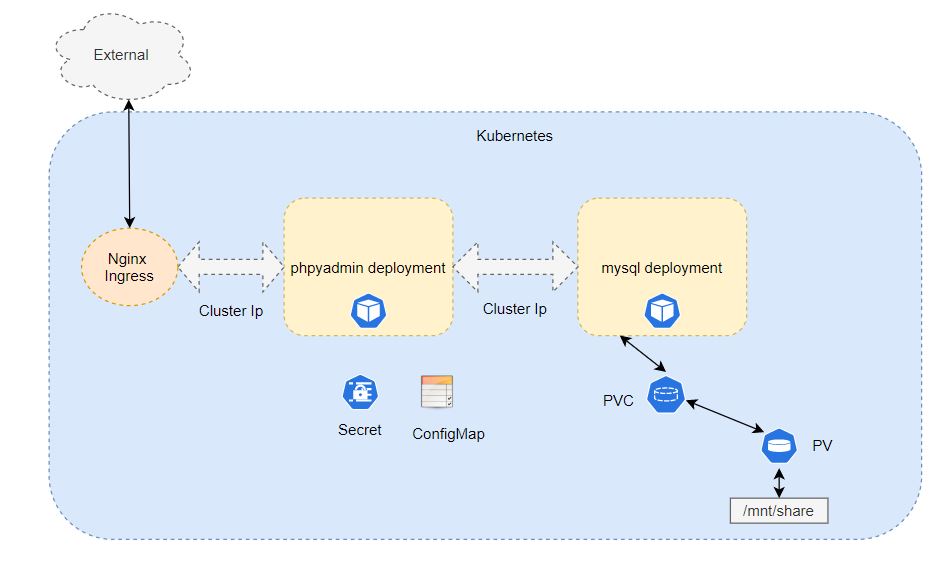 External
Kubernetes
Nginx
Ingress
Cluster Ip
phpyadmin deployment
Cluster Ip
mysql deployment
Secret
ConfigMap
PVC
PV
/mnt/share